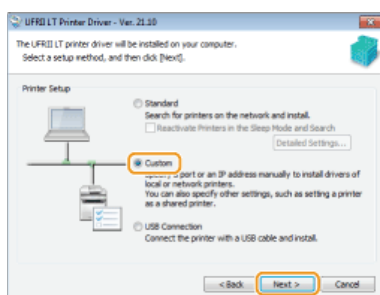 UFRII LT Printer Driver - Ver. 21.10
The UFRII LT printer driver will be installed on your computer.
Select a setup method, and then click [Next].
Printer Setup
Standard
Search for printers on the network and install.
Reactivate Printers in the Sleep Mode and Search
Detailed Settings...
Custom
Specify a port or an IP address manually to install drivers of
local or network printers.
You can also specify other settings, such as setting a printer
as a shared printer.
USB Connection
Connect the printer with a USB cable and install.
< Back
Next >
Cancel